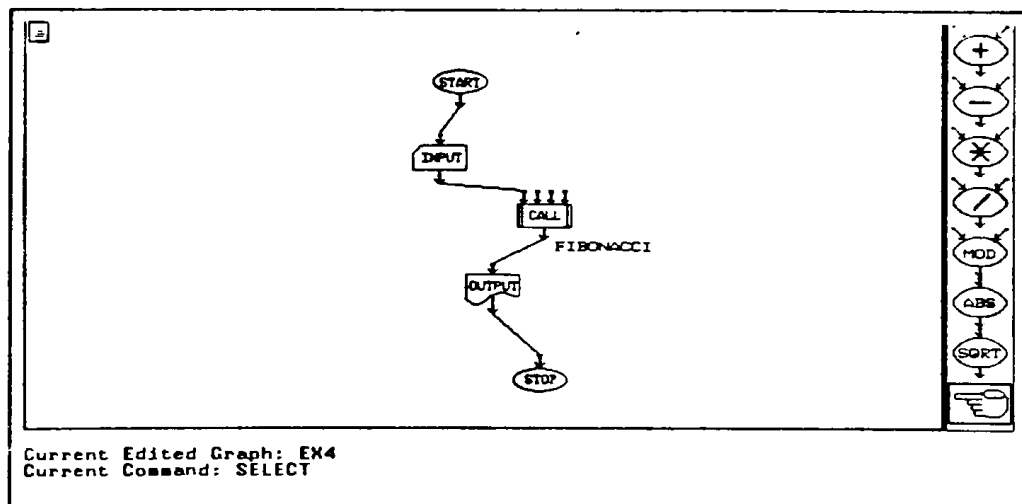 START
+
−
INPUT
*
/
CALL
FIBONACCI
MOD
OUTPUT
ABS
SQRT
STOP
Current Edited Graph: EX4
Current Command: SELECT